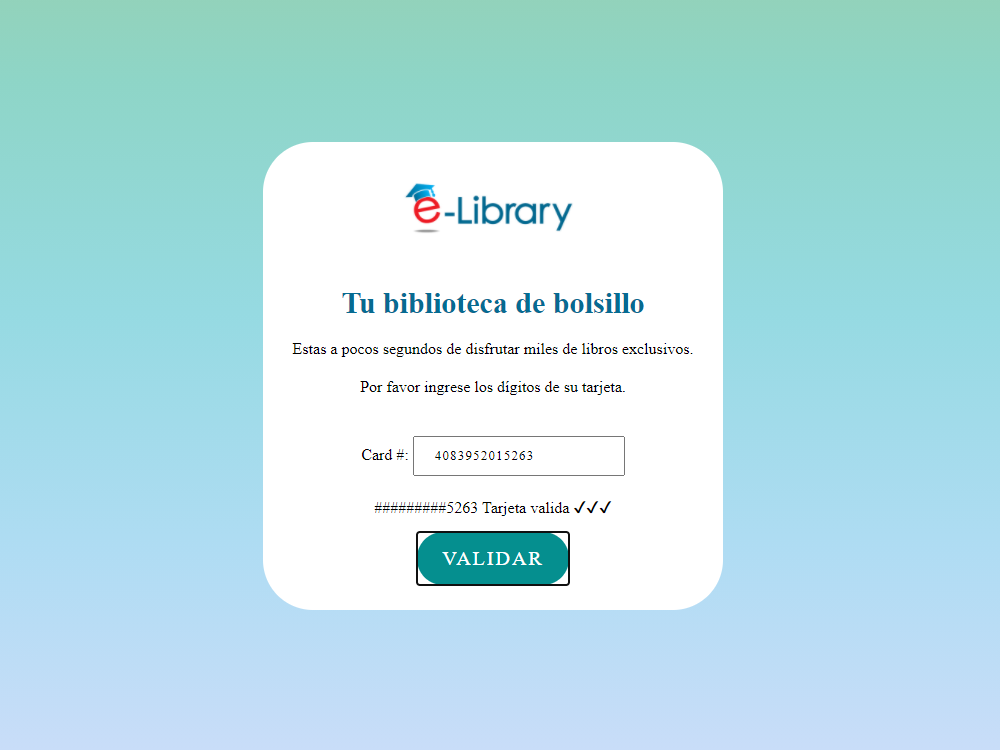 e-Library
Tu biblioteca de bolsillo
Estas a pocos segundos de disfrutar miles de libros exclusivos.
Por favor ingrese los dígitos de su tarjeta.
Card #: 4083952015263
#########5263 Tarjeta valida ✓✓✓
VALIDAR